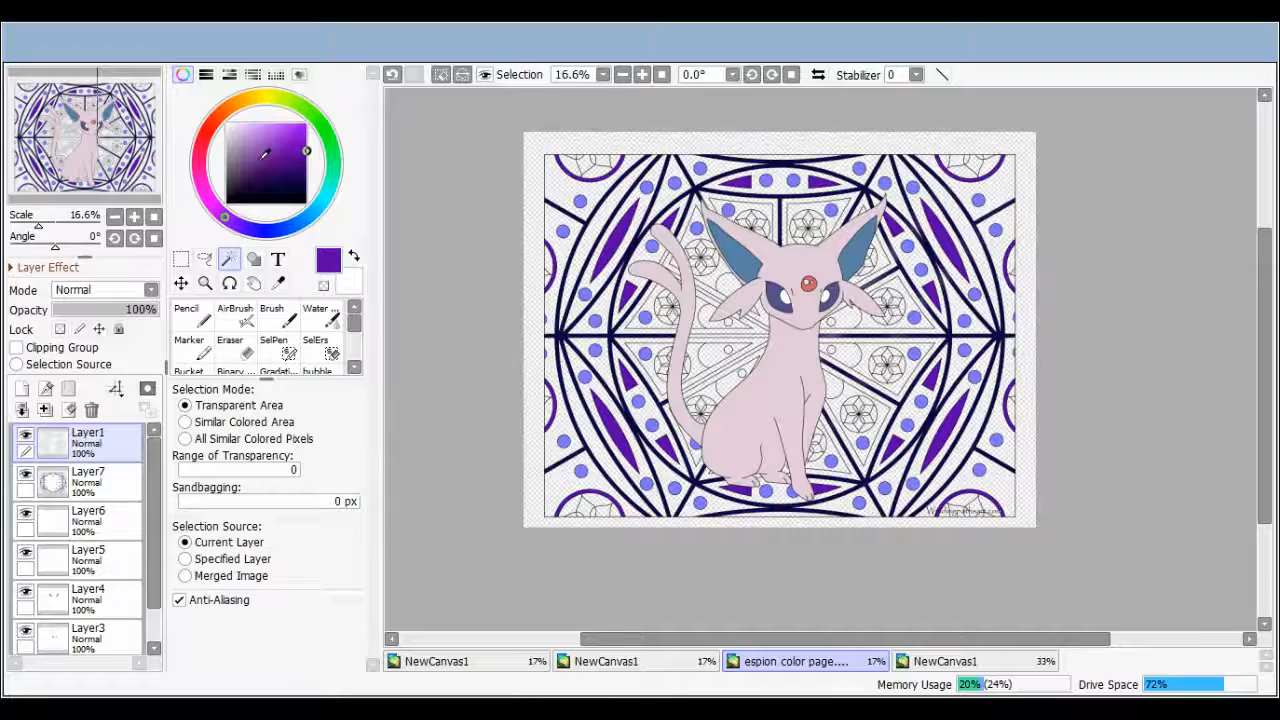 Selection 16.6% 0.0° Stabilizer 0
Scale 16.6%
Angle 0°
Layer Effect
Mode Normal
Opacity 100%
Lock
Clipping Group
Selection Source
Layer1
Normal
100%
Layer7
Normal
100%
Layer6
Normal
100%
Layer5
Normal
100%
Layer4
Normal
100%
Layer3
Normal
100%
T
Pencil AirBrush Brush Water ...
Marker Eraser SelPen SelErs
Bucket Binary ... Gradati... bubble
Selection Mode:
Transparent Area
Similar Colored Area
All Similar Colored Pixels
Range of Transparency:
0
Sandbagging:
0 px
Selection Source:
Current Layer
Specified Layer
Merged Image
Anti-Aliasing
NewCanvas1 17% NewCanvas1 17% espion color page.... 17% NewCanvas1 33%
Memory Usage 20% (24%) Drive Space 72%